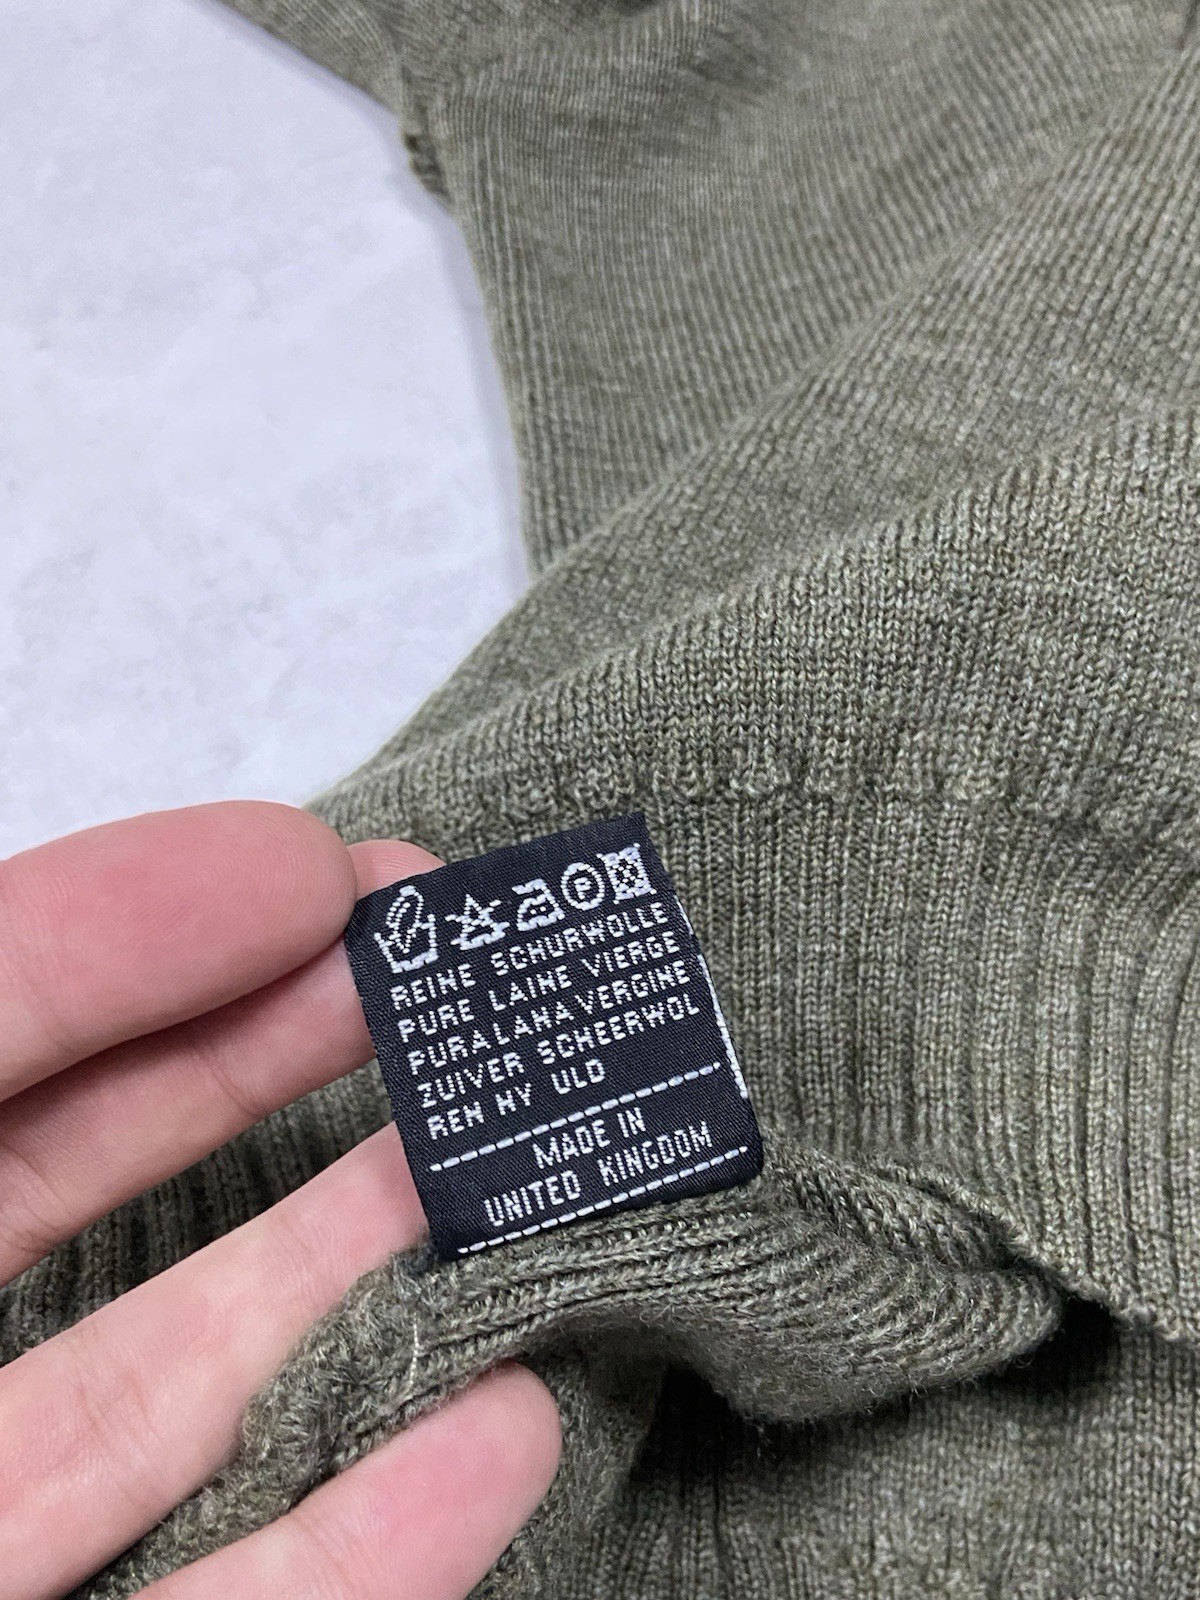 P
REINE SCHURWOLLE
PURE LAINE VIERGE
PURA LANA VERGINE
ZUIVER SCHEERWOL
REN NY ULD
MADE IN
UNITED KINGDOM